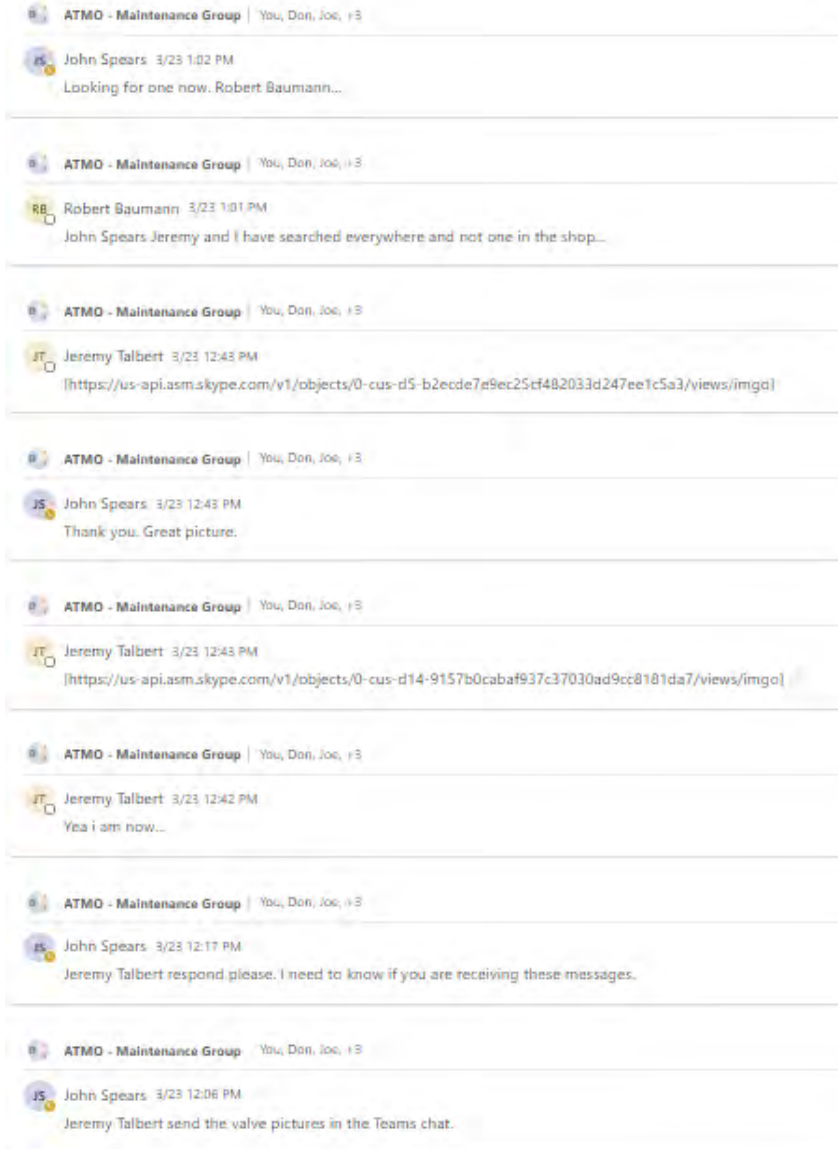 ATMO - Maintenance Group | You, Don, Joe, +3
JS John Spears 3/23 1:02 PM
Looking for one now. Robert Baumann...
ATMO - Maintenance Group | You, Don, Joe, +3
RB Robert Baumann 3/23 1:01 PM
John Spears Jeremy and I have searched everywhere and not one in the shop...
ATMO - Maintenance Group | You, Don, Joe, +3
JT Jeremy Talbert 3/23 12:43 PM
[https://us-api.asm.skype.com/v1/objects/0-cus-d5-b2ecde7e9ec25cf482033d247ee1c5a3/views/imgo]
ATMO - Maintenance Group | You, Don, Joe, +3
JS John Spears 3/23 12:43 PM
Thank you. Great picture.
ATMO - Maintenance Group | You, Don, Joe, +3
JT Jeremy Talbert 3/23 12:43 PM
[https://us-api.asm.skype.com/v1/objects/0-cus-d14-9157b0cabaf937c37030ad9cc8181da7/views/imgo]
ATMO - Maintenance Group | You, Don, Joe, +3
JT Jeremy Talbert 3/23 12:42 PM
Yea i am now...
ATMO - Maintenance Group | You, Don, Joe, +3
JS John Spears 3/23 12:17 PM
Jeremy Talbert respond please. I need to know if you are receiving these messages.
ATMO - Maintenance Group You, Don, Joe, +3
JS John Spears 3/23 12:06 PM
Jeremy Talbert send the valve pictures in the Teams chat.